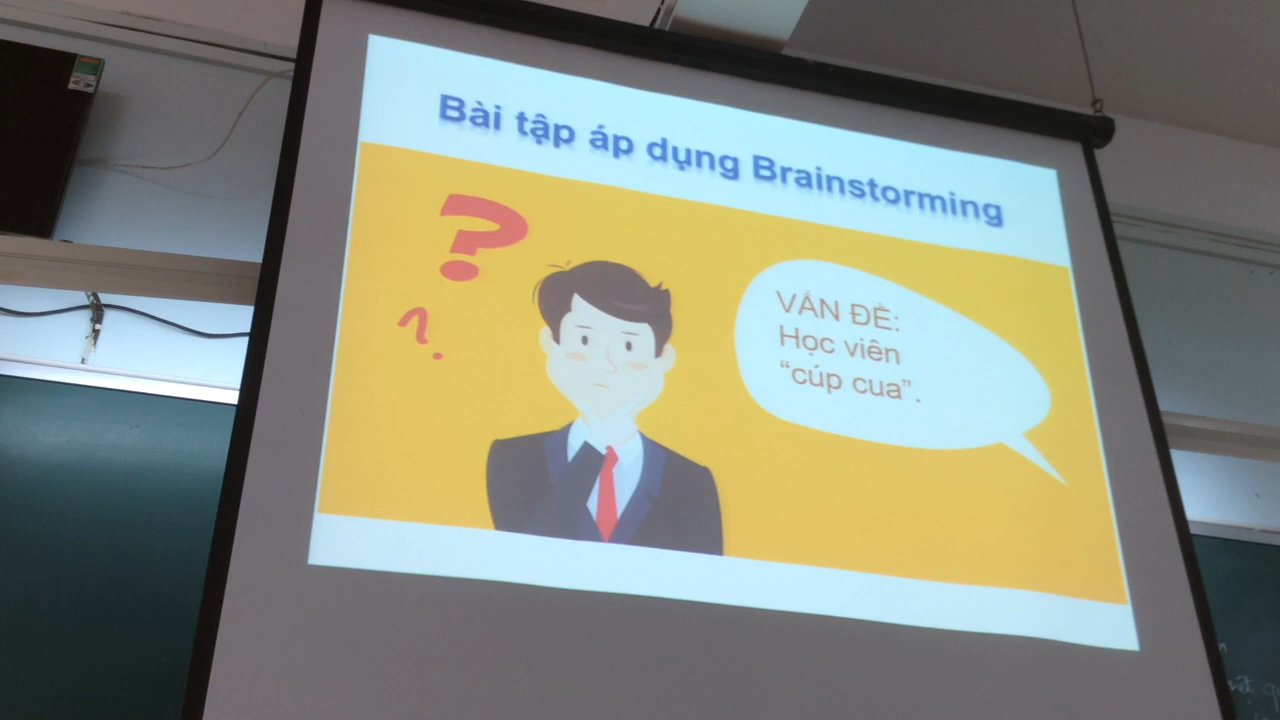 Bài tập áp dụng Brainstorming
VẤN ĐỀ:
Học viên
“cúp cua”.